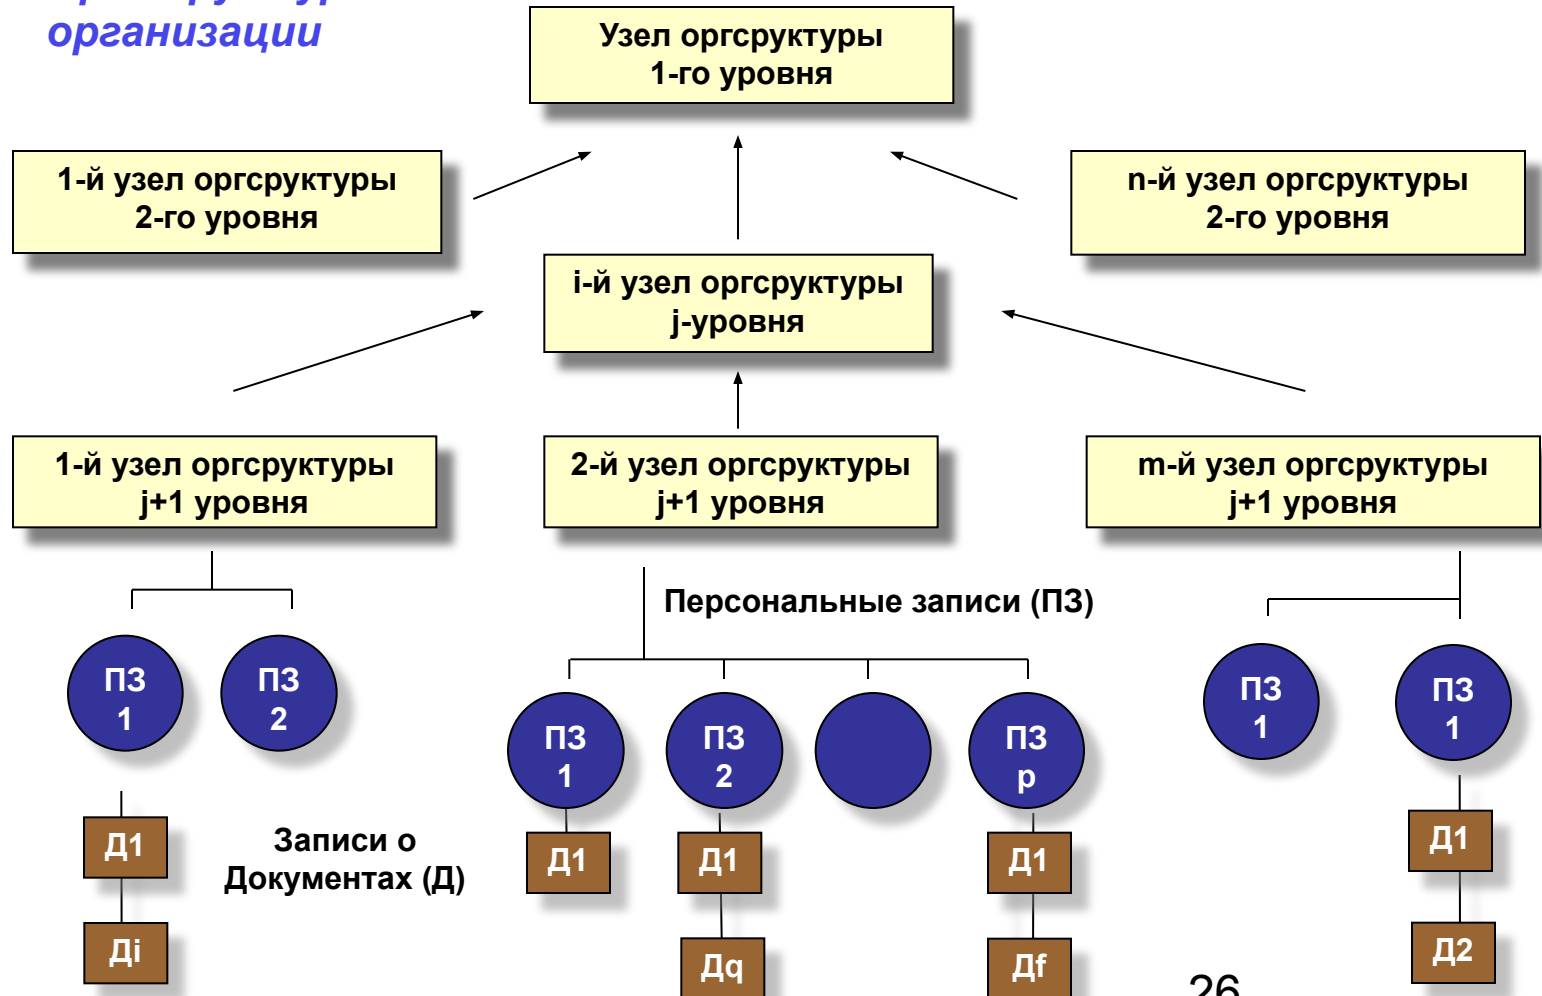 организации
Узел оргсруктуры
1-го уровня
1-й узел оргсруктуры
2-го уровня
n-й узел оргсруктуры
2-го уровня
i-й узел оргсруктуры
j-уровня
1-й узел оргсруктуры
j+1 уровня
2-й узел оргсруктуры
j+1 уровня
m-й узел оргсруктуры
j+1 уровня
Персональные записи (ПЗ)
ПЗ
1
ПЗ
2
ПЗ
1
ПЗ
2
ПЗ
p
ПЗ
1
ПЗ
1
Д1
Дi
Записи о
Документах (Д)
Д1
Д1
Дq
Д1
Дf
Д1
Д2
26